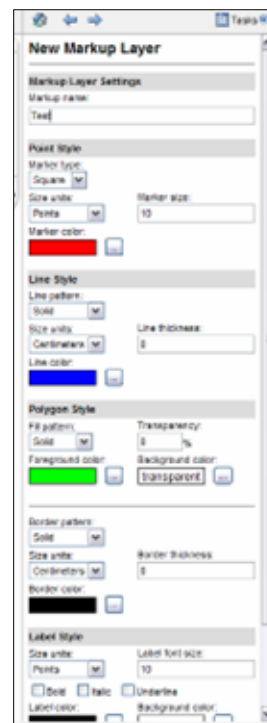 Tasks
New Markup Layer
Markup Layer Settings
Markup name:
Test
Point Style
Marker type:
Square
Size units: Marker size:
Points 10
Marker color:
...
Line Style
Line pattern:
Solid
Size units: Line thickness:
Centimeters 0
Line color:
...
Polygon Style
Fill pattern: Transparency:
Solid 0 %
Foreground color: Background color:
... transparent ...
Border pattern:
Solid
Size units: Border thickness:
Centimeters 0
Border color:
...
Label Style
Size units: Label font size:
Points 10
Bold Italic Underline
Label color: Background color: